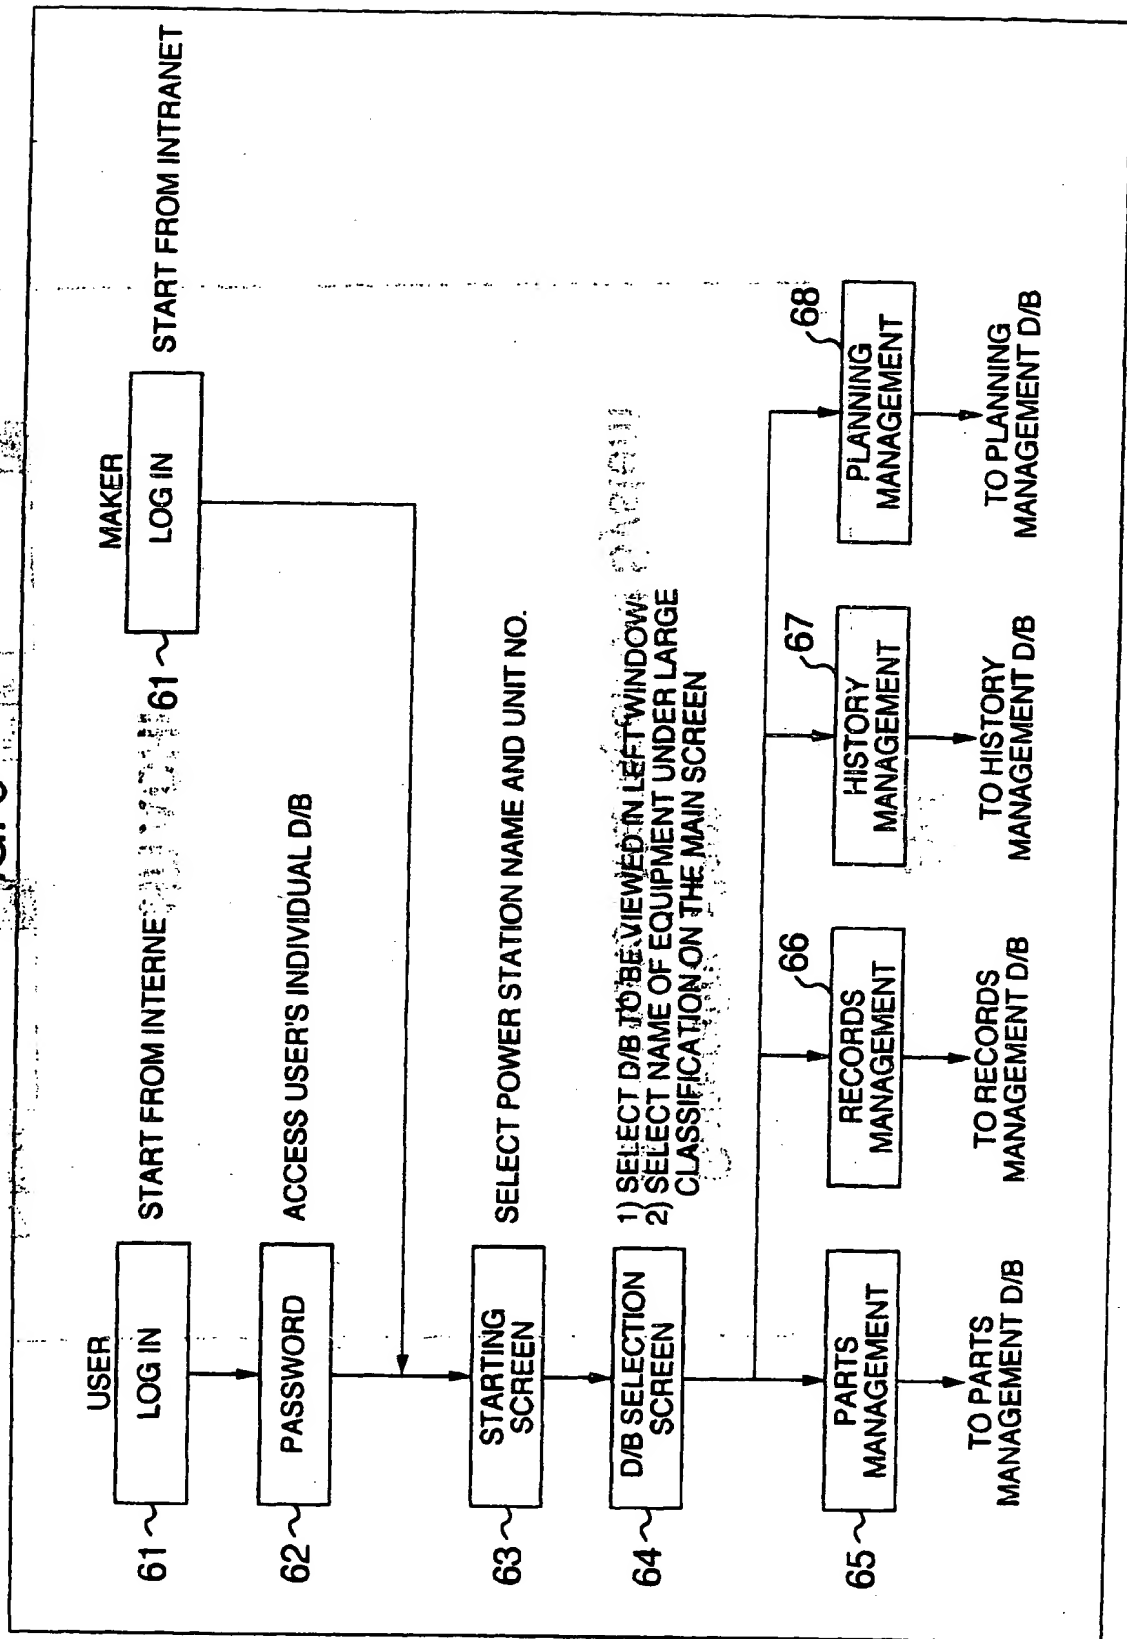 USER
61
LOG IN
START FROM INTERNE
MAKER
61
LOG IN
START FROM INTRANET
62
PASSWORD
ACCESS USER'S INDIVIDUAL D/B
63
STARTING
SCREEN
SELECT POWER STATION NAME AND UNIT NO.
64
D/B SELECTION
SCREEN
1) SELECT D/B TO BE VIEWED IN LEFT WINDOW
2) SELECT NAME OF EQUIPMENT UNDER LARGE
CLASSIFICATION ON THE MAIN SCREEN
65
PARTS
MANAGEMENT
TO PARTS
MANAGEMENT D/B
66
RECORDS
MANAGEMENT
TO RECORDS
MANAGEMENT D/B
67
HISTORY
MANAGEMENT
TO HISTORY
MANAGEMENT D/B
68
PLANNING
MANAGEMENT
TO PLANNING
MANAGEMENT D/B